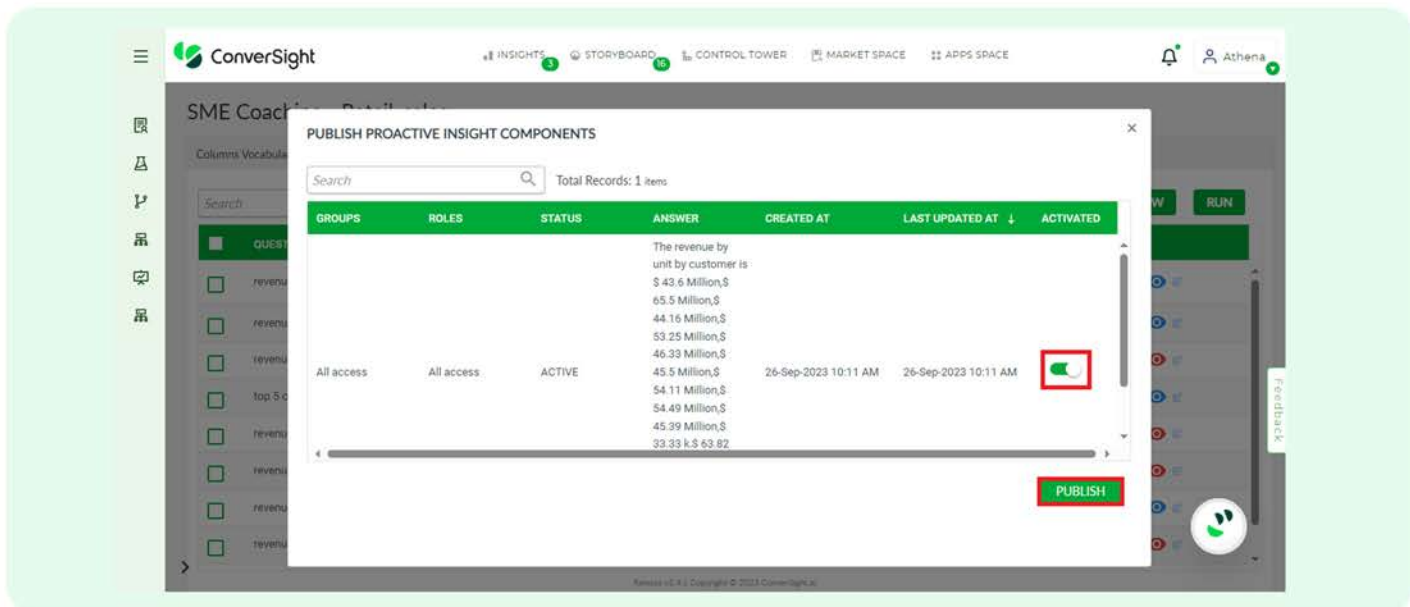 ConverSight
INSIGHTS 3 STORYBOARD 16 CONTROL TOWER MARKET SPACE APPS SPACE
Athena
SME Coach
PUBLISH PROACTIVE INSIGHT COMPONENTS
×
Columns Vocabula
Search
Total Records: 1 items
Search
W RUN
GROUPS ROLES STATUS ANSWER CREATED AT LAST UPDATED AT ↓ ACTIVATED
QUEST
The revenue by
unit by customer is
$ 43.6 Million,$
65.5 Million,$
44.16 Million,$
53.25 Million,$
46.33 Million,$
45.5 Million,$
54.11 Million,$
54.49 Million,$
45.39 Million,$
33.33 k,$ 63.82
All access All access ACTIVE 26-Sep-2023 10:11 AM 26-Sep-2023 10:11 AM
revenu
revenu
revenu
top 5 c
revenu
revenu
revenu
revenu
Feedback
PUBLISH
Copyright © 2023 ConverSight.ai